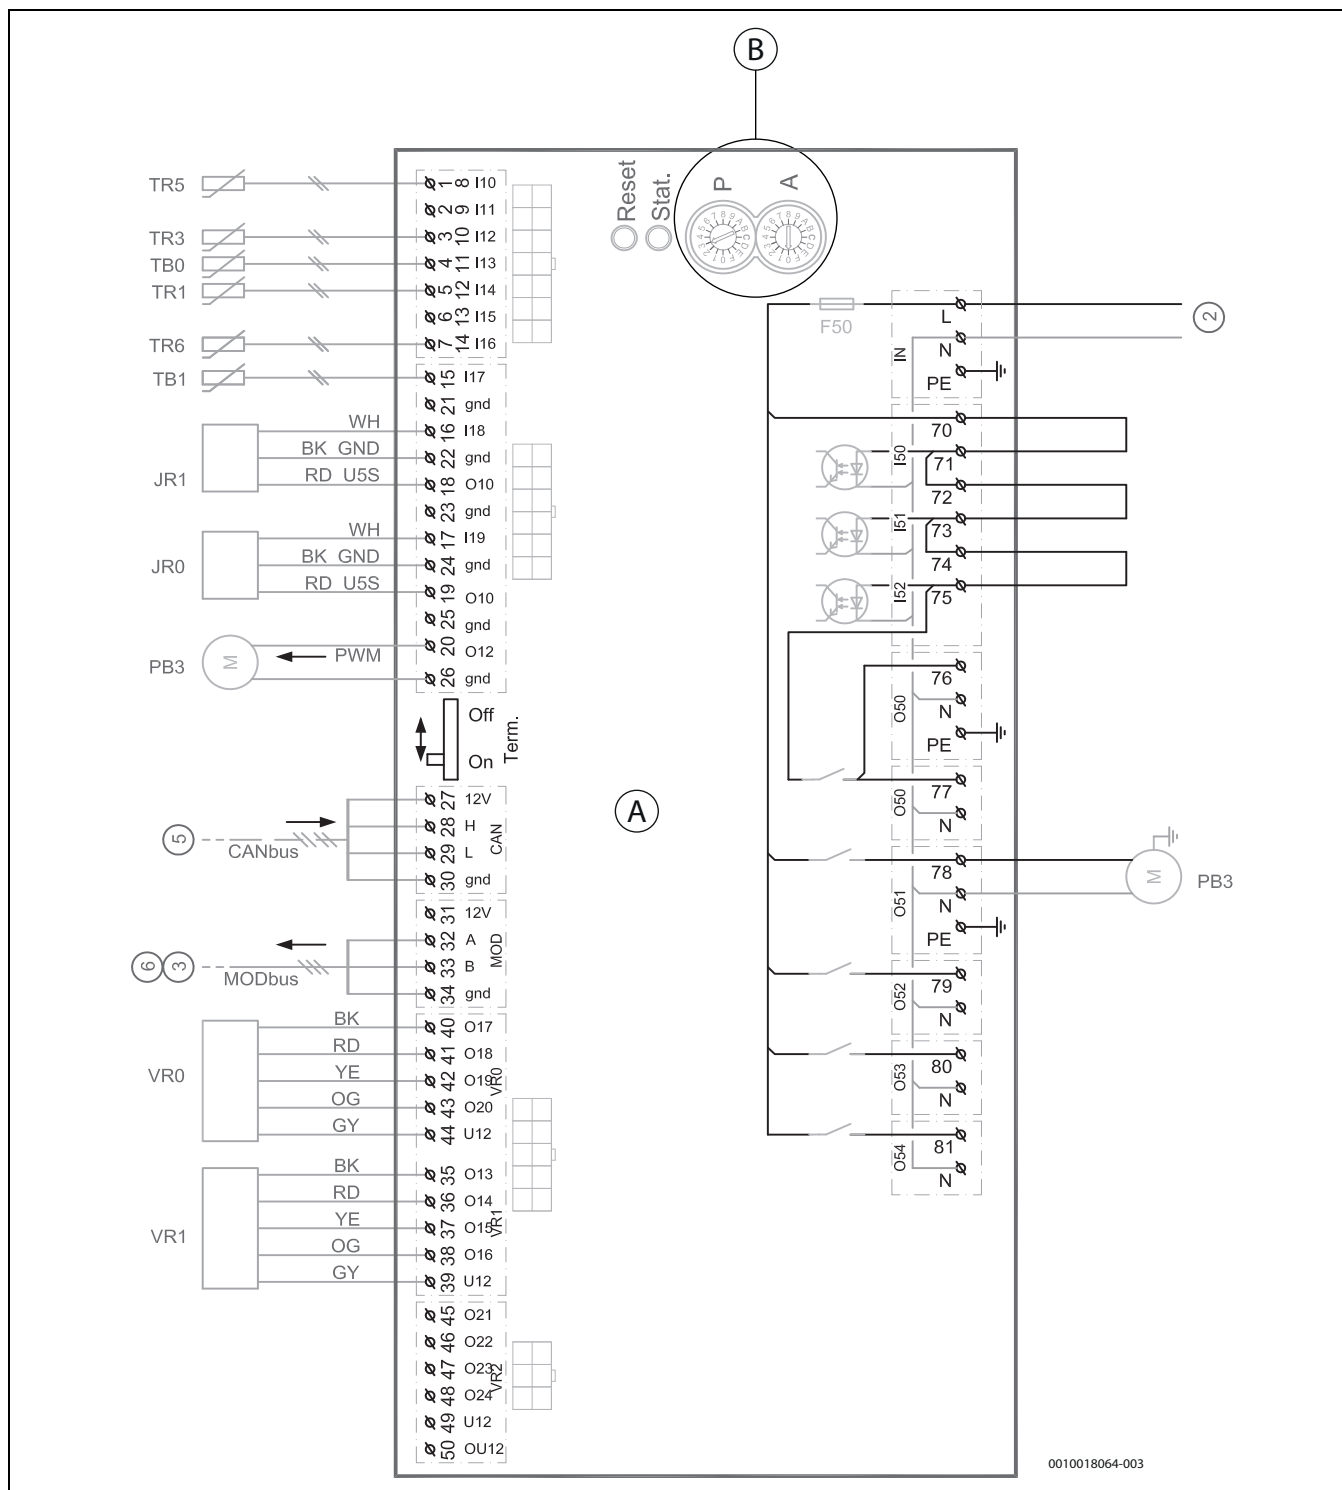 B
Reset
Stat.
P
A
TR5
1 8 I10
2 9 I11
TR3
3 10 I12
TB0
4 11 I13
TR1
5 12 I14
6 13 I15
TR6
7 14 I16
TB1
15 I17
21 gnd
WH
16 I18
BK GND
22 gnd
RD U5S
18 O10
JR1
23 gnd
WH
17 I19
BK GND
24 gnd
RD U5S
19 O10
JR0
25 gnd
PWM
20 O12
PB3
M
26 gnd
Off
On
Term.
27 12V
28 H
29 L
30 gnd
CAN
5
CANbus
31 12V
32 A
33 B
34 gnd
MOD
6
3
MODbus
VR0
BK
40 O17
RD
41 O18
YE
42 O19
OG
43 O20
GY
44 U12
VR0
VR1
BK
35 O13
RD
36 O14
YE
37 O15
OG
38 O16
GY
39 U12
VR1
45 O21
46 O22
47 O23
48 O24
49 U12
50 OU12
VR2
A
F50
IN
L
N
PE
2
70
I50
71
72
I51
73
74
I52
75
76
O50
N
PE
77
O50
N
78
O51
N
PE
M
PB3
79
O52
N
80
O53
N
81
O54
N
0010018064-003